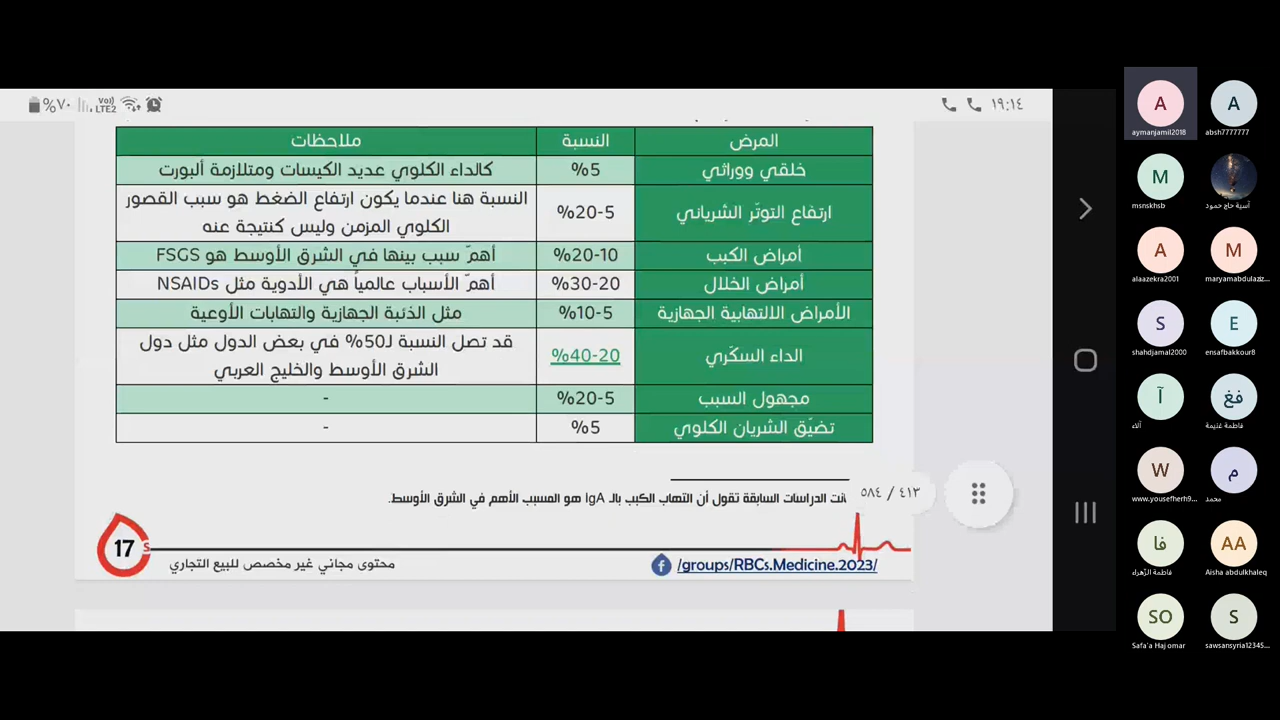 %٧٠ LTE2 ١٩:١٤
المرض النسبة ملاحظات
خلقي ووراثي %5 كالداء الكلوي عديد الكيسات ومتلازمة ألبورت
ارتفاع التوتّر الشرياني %20-5 النسبة هنا عندما يكون ارتفاع الضغط هو سبب القصور
الكلوي المزمن وليس كنتيجة عنه
أمراض الكبب %20-10 أهمّ سبب بينها في الشرق الأوسط هو FSGS
أمراض الخلال %30-20 أهمّ الأسباب عالمياً هي الأدوية مثل NSAIDs
الأمراض الالتهابية الجهازية %10-5 مثل الذئبة الجهازية والتهابات الأوعية
الداء السكّري %40-20 قد تصل النسبة لـ50% في بعض الدول مثل دول
الشرق الأوسط والخليج العربي
مجهول السبب %20-5 -
تضيّق الشريان الكلوي %5 -
٤١٣ / ٥٨٤
الدراسات السابقة تقول أن التهاب الكبب بالـ IgA هو المسبب الأهم في الشرق الأوسط.
17
محتوى مجاني غير مخصص للبيع التجاري
/groups/RBCs.Medicine.2023/
A
aymanjamil2018
A
absh7777777
M
msnskhsb
آسية حاج حمود
A
alaazekra2001
M
maryamabdulaziz...
S
shahdjamal2000
E
ensafbakkour8
آ
آلاء
فغ
فاطمة غنيمة
W
www.yousefherh9...
م
محمد
فا
فاطمة الزهراء
AA
Aisha abdulkhaleq
SO
Safa'a Haj omar
S
sawsansyria12345...